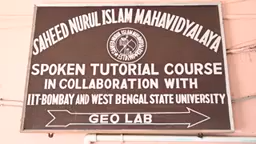 SAHEED NURUL ISLAM MAHAVIDYALAYA
SPOKEN TUTORIAL COURSE
IN COLLABORATION WITH
IIT-BOMBAY AND WEST BENGAL STATE UNIVERSITY
GEO LAB